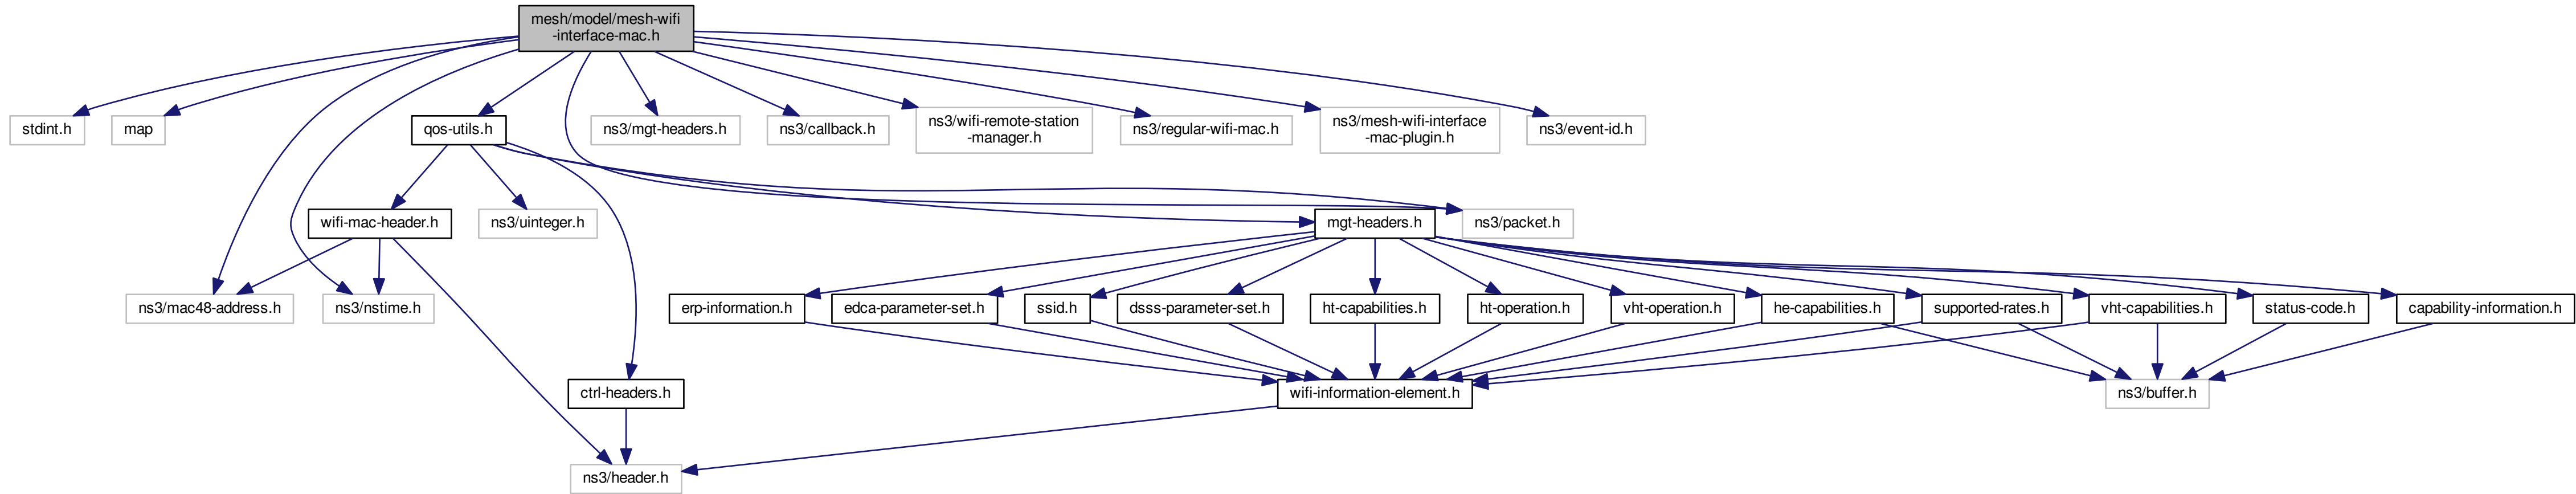 mesh/model/mesh-wifi
-interface-mac.h
stdint.h
map
qos-utils.h
ns3/mgt-headers.h
ns3/callback.h
ns3/wifi-remote-station
-manager.h
ns3/regular-wifi-mac.h
ns3/mesh-wifi-interface
-mac-plugin.h
ns3/event-id.h
wifi-mac-header.h
ns3/uinteger.h
mgt-headers.h
ns3/packet.h
ns3/mac48-address.h
ns3/nstime.h
erp-information.h
edca-parameter-set.h
ssid.h
dsss-parameter-set.h
ht-capabilities.h
ht-operation.h
vht-operation.h
he-capabilities.h
supported-rates.h
vht-capabilities.h
status-code.h
capability-information.h
ctrl-headers.h
wifi-information-element.h
ns3/buffer.h
ns3/header.h